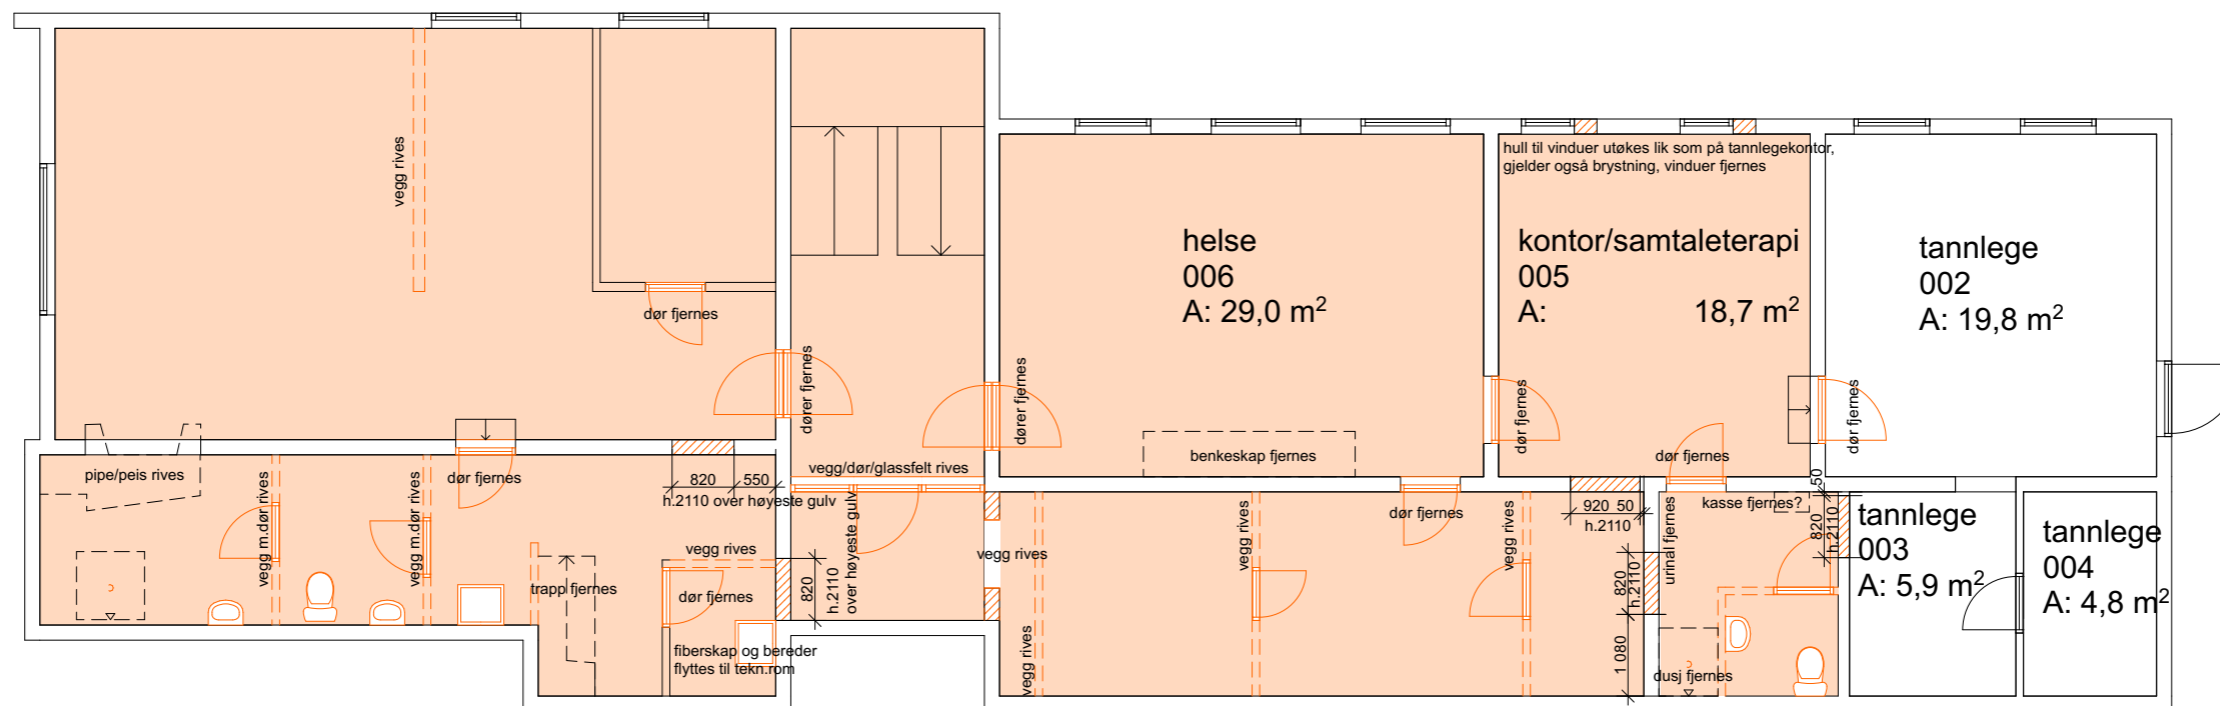 vegg rives
dør fjernes
dører fjernes
dører fjernes
helse
006
A: 29,0 m²
benkeskap fjernes
hull til vinduer utøkes lik som på tannlegekontor,
gjelder også brystning, vinduer fjernes
kontor/samtaleterapi
005
A: 18,7 m²
dør fjernes
dør fjernes
tannlege
002
A: 19,8 m²
dør fjernes
pipe/peis rives
vegg m.dør rives
vegg m.dør rives
dør fjernes
820 550
h.2110 over høyeste gulv
trapp fjernes
vegg rives
dør fjernes
fiberskap og bereder
flyttes til tekn.rom
820
h.2110
over høyeste gulv
vegg/dør/glassfelt rives
vegg rives
vegg rives
vegg rives
dør fjernes
vegg rives
920 50
h.2110
820
h.2110
1 080
urinal fjernes
kasse fjernes?
dusj fjernes
50
820
h.2110
tannlege
003
A: 5,9 m²
tannlege
004
A: 4,8 m²